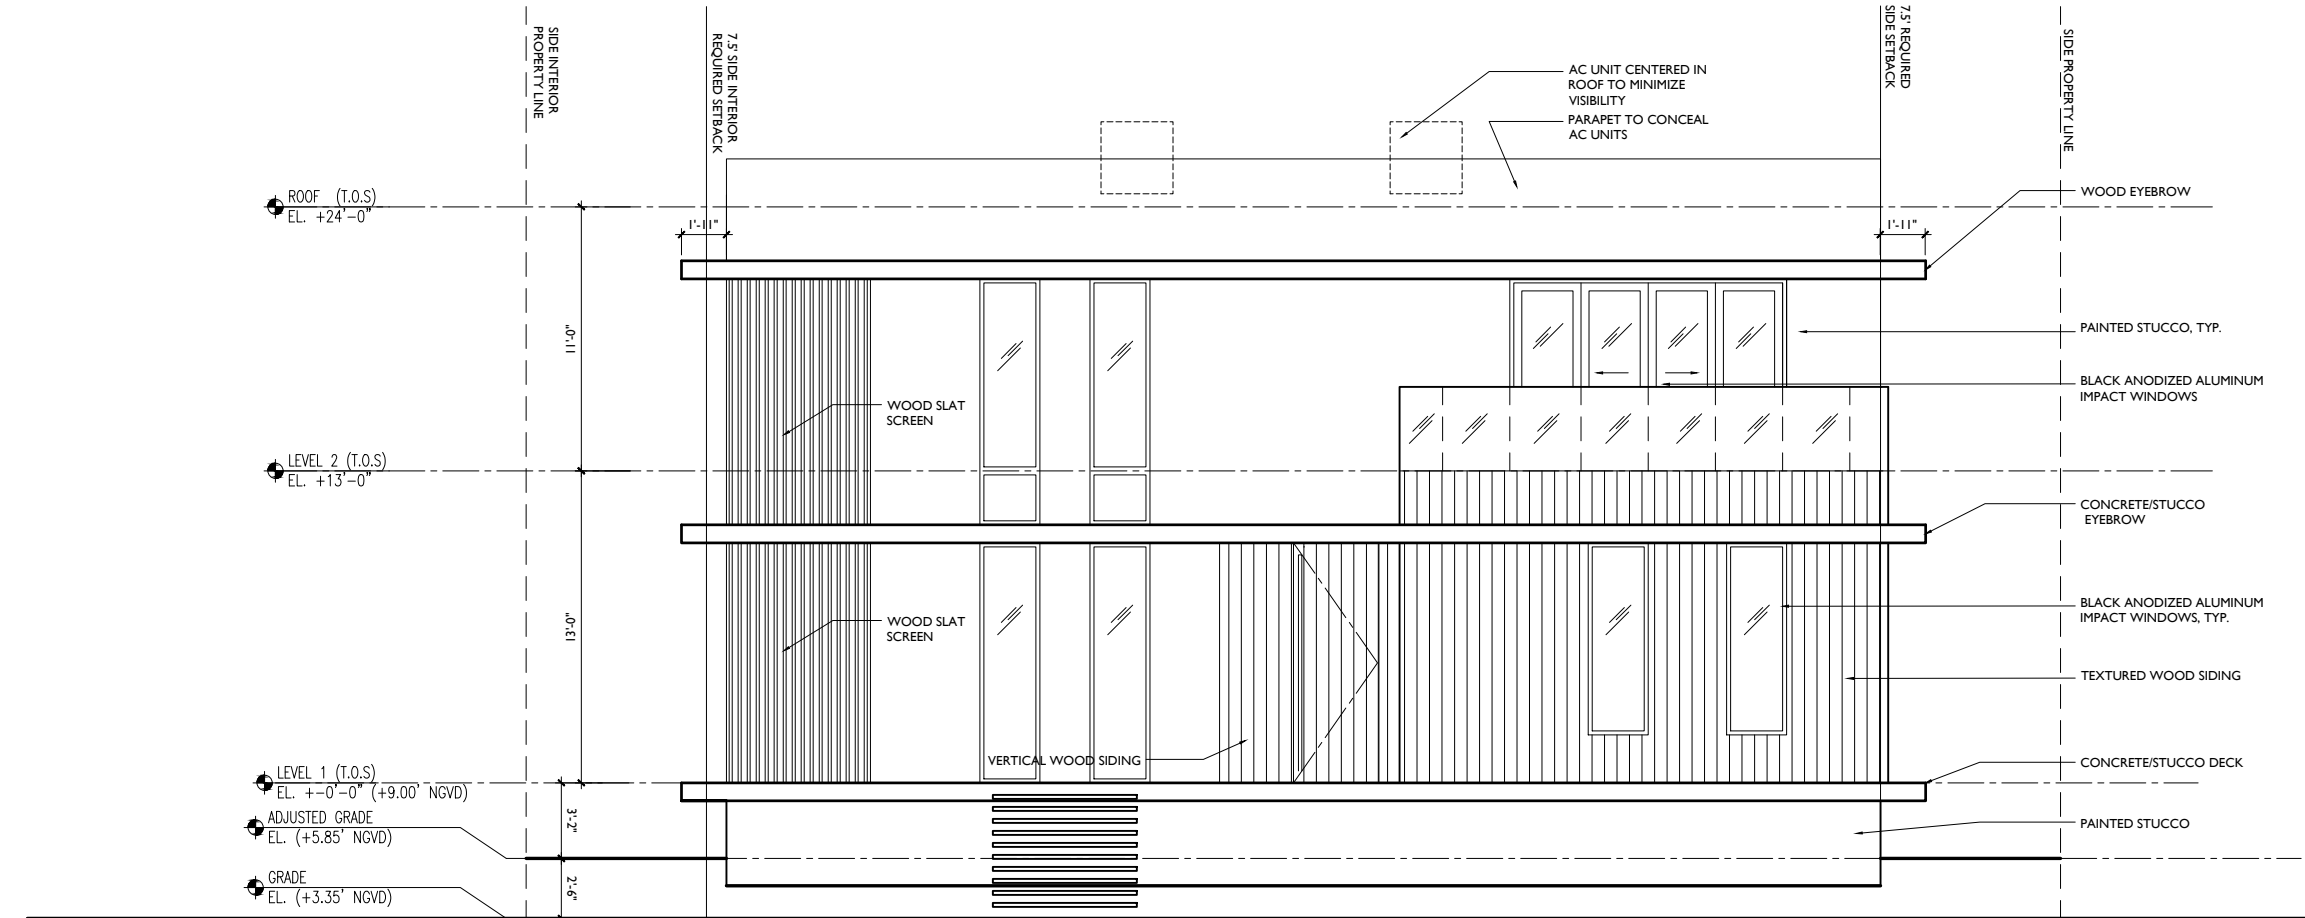 SIDE INTERIOR
PROPERTY LINE
7.5' SIDE INTERIOR
REQUIRED SETBACK
7.5' REQUIRED
SIDE SETBACK
SIDE PROPERTY LINE
AC UNIT CENTERED IN
ROOF TO MINIMIZE
VISIBILITY
PARAPET TO CONCEAL
AC UNITS
ROOF (T.O.S)
EL. +24'-0"
1'-11"
1'-11"
WOOD EYEBROW
11'-0"
PAINTED STUCCO, TYP.
BLACK ANODIZED ALUMINUM
IMPACT WINDOWS
WOOD SLAT
SCREEN
LEVEL 2 (T.O.S)
EL. +13'-0"
CONCRETE/STUCCO
EYEBROW
13'-0"
WOOD SLAT
SCREEN
BLACK ANODIZED ALUMINUM
IMPACT WINDOWS, TYP.
TEXTURED WOOD SIDING
VERTICAL WOOD SIDING
LEVEL 1 (T.O.S)
EL. +-0'-0" (+9.00' NGVD)
CONCRETE/STUCCO DECK
ADJUSTED GRADE
EL. (+5.85' NGVD)
3'-2"
PAINTED STUCCO
GRADE
EL. (+3.35' NGVD)
2'-6"